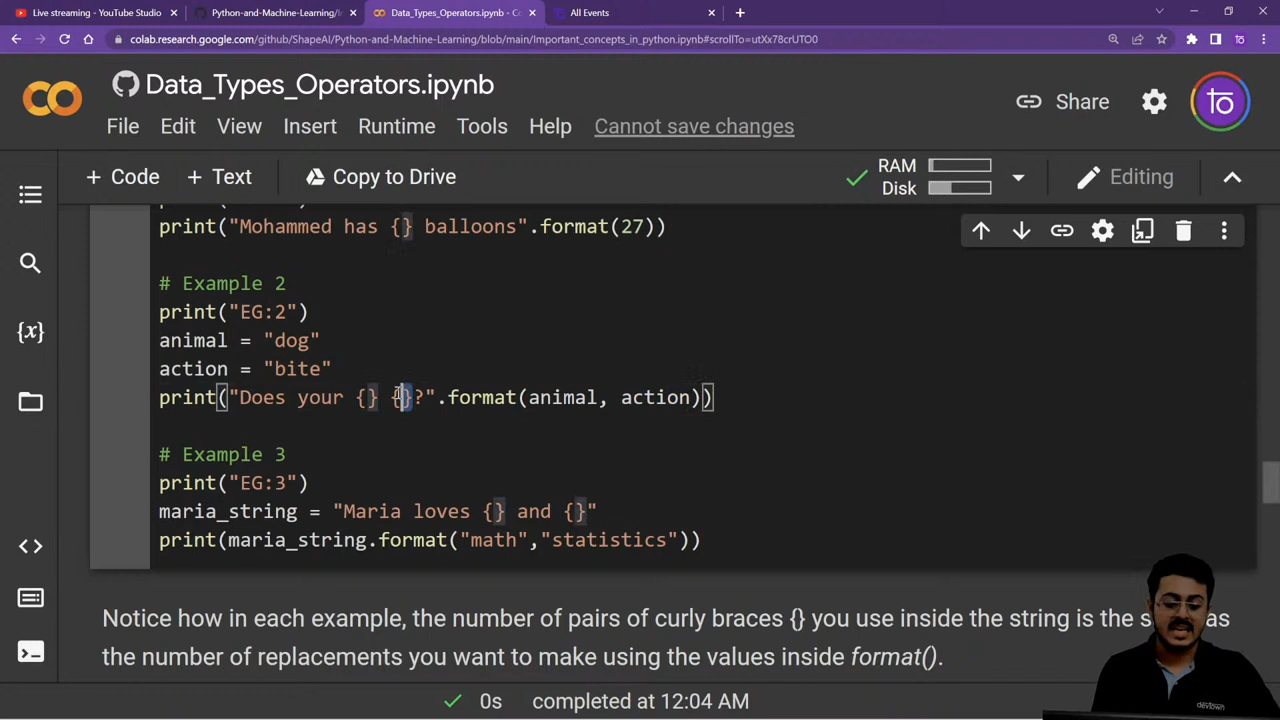 Live streaming - YouTube Studio
Python-and-Machine-Learning/I
Data_Types_Operators.ipynb - Co
All Events
colab.research.google.com/github/ShapeAI/Python-and-Machine-Learning/blob/main/Important_concepts_in_python.ipynb#scrollTo=utXx78crUTO0
Data_Types_Operators.ipynb
Share
File Edit View Insert Runtime Tools Help Cannot save changes
+ Code + Text Copy to Drive
RAM
Disk
Editing
print("Mohammed has {} balloons".format(27))
# Example 2
print("EG:2")
animal = "dog"
action = "bite"
print("Does your {} {}?".format(animal, action))
# Example 3
print("EG:3")
maria_string = "Maria loves {} and {}"
print(maria_string.format("math","statistics"))
Notice how in each example, the number of pairs of curly braces {} you use inside the string is the as
the number of replacements you want to make using the values inside format().
0s completed at 12:04 AM
devtown